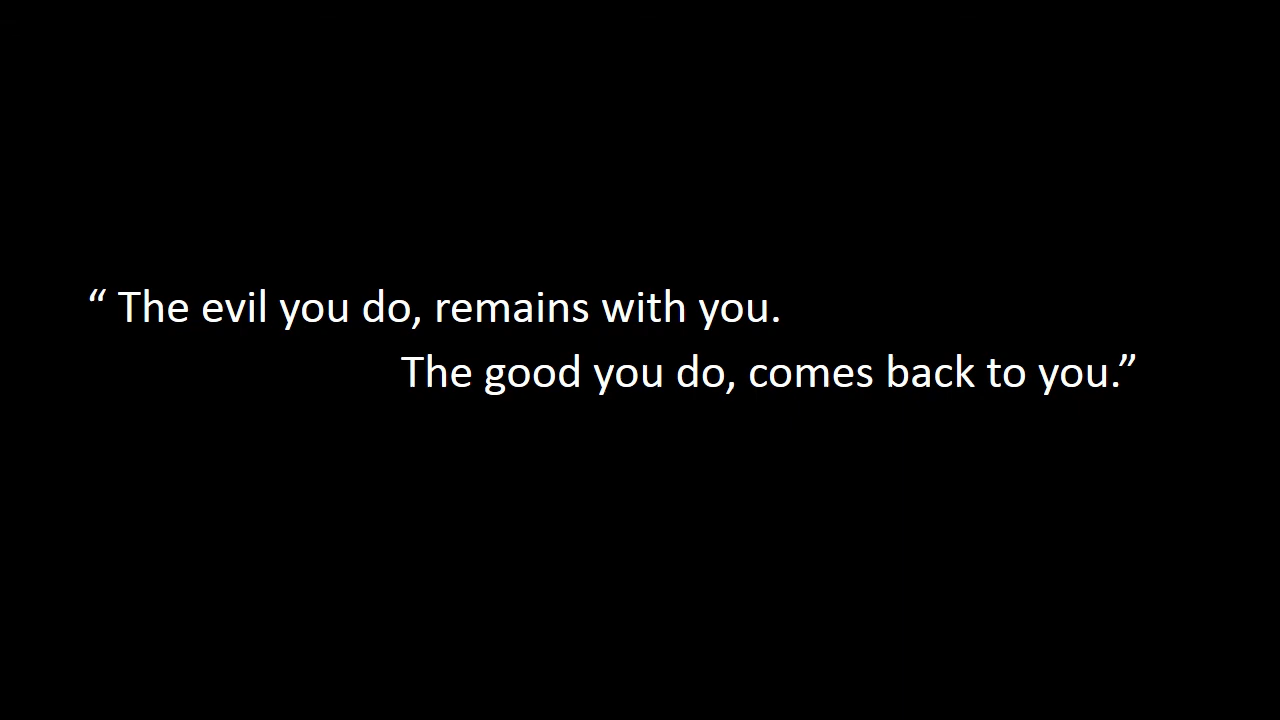 “ The evil you do, remains with you.
The good you do, comes back to you.”